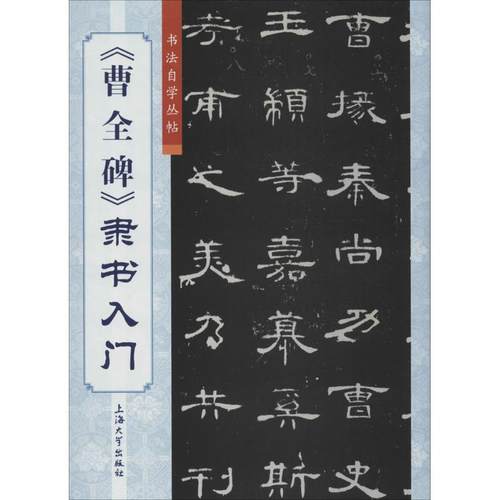 书法自学丛帖
《曹全碑》隶书入门
上海大学出版社
曹掾秦尚功曹史
王顓等嘉慕奚斯
考甫之美乃共刊